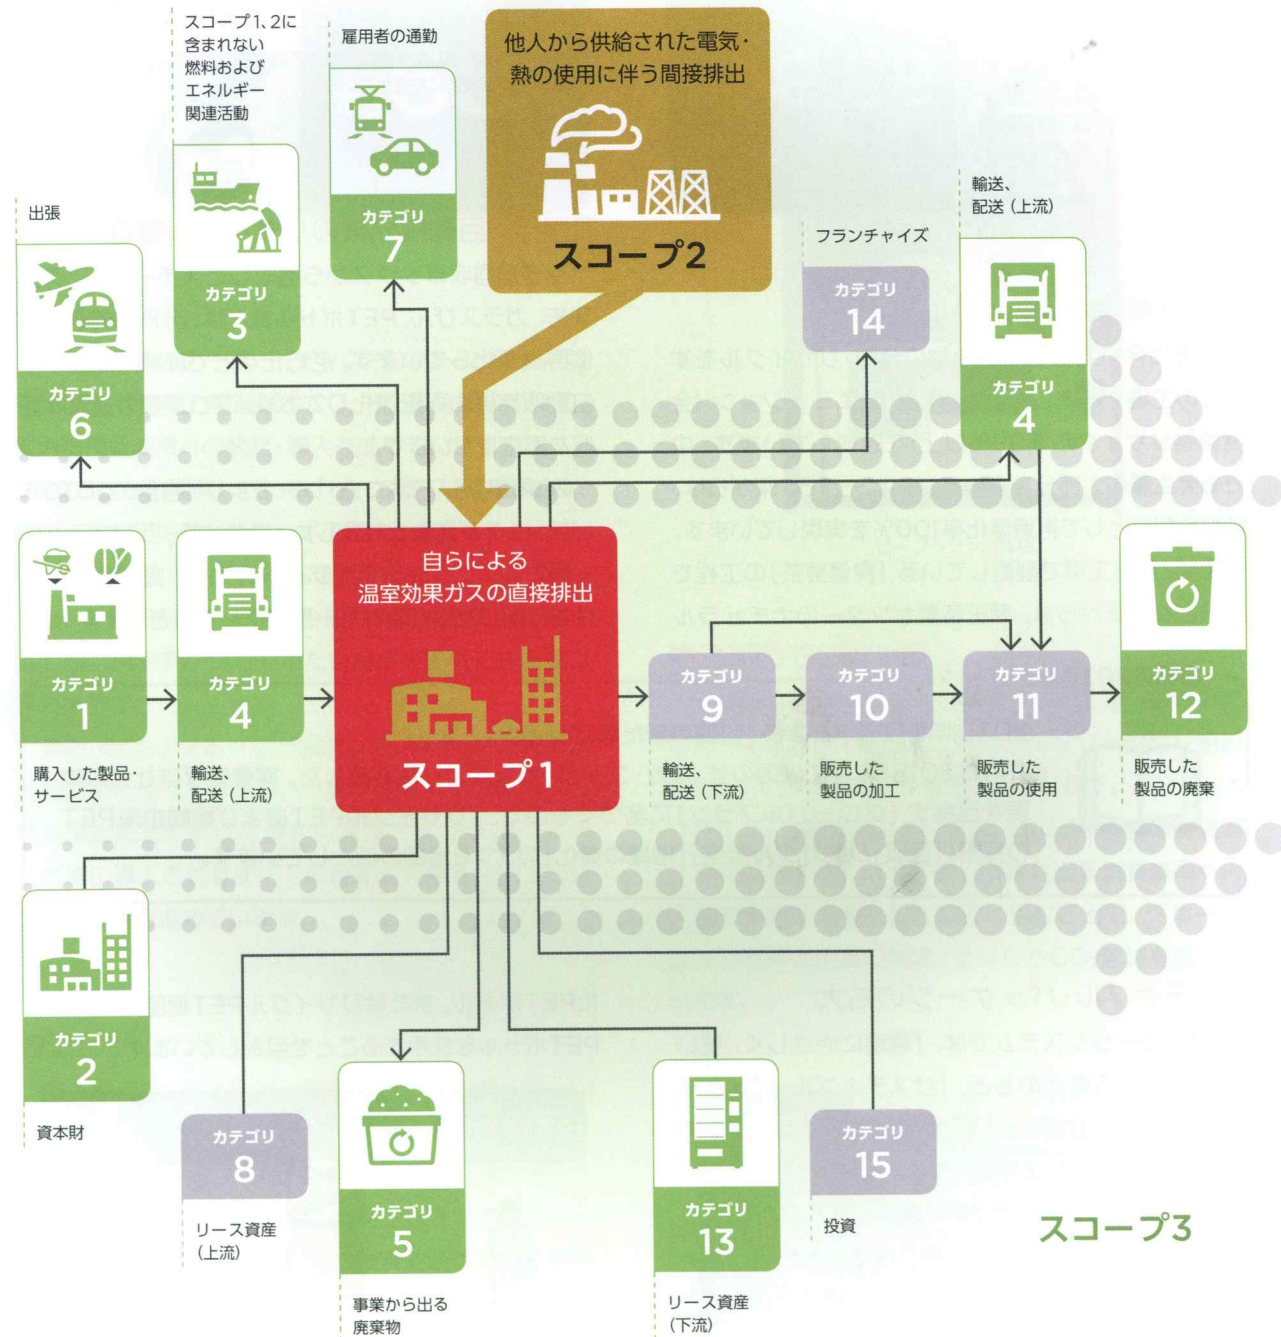 スコープ1、2に
含まれない
燃料および
エネルギー
関連活動
雇用者の通勤
他人から供給された電気・
熱の使用に伴う間接排出
スコープ2
輸送、
配送（上流）
出張
フランチャイズ
カテゴリ
7
カテゴリ
3
カテゴリ
14
カテゴリ
6
カテゴリ
4
自らによる
温室効果ガスの直接排出
スコープ1
カテゴリ
1
購入した製品・
サービス
カテゴリ
4
輸送、
配送（上流）
カテゴリ
9
輸送、
配送（下流）
カテゴリ
10
販売した
製品の加工
カテゴリ
11
販売した
製品の使用
カテゴリ
12
販売した
製品の廃棄
カテゴリ
2
資本財
カテゴリ
8
リース資産
（上流）
カテゴリ
5
事業から出る
廃棄物
カテゴリ
13
リース資産
（下流）
カテゴリ
15
投資
スコープ3